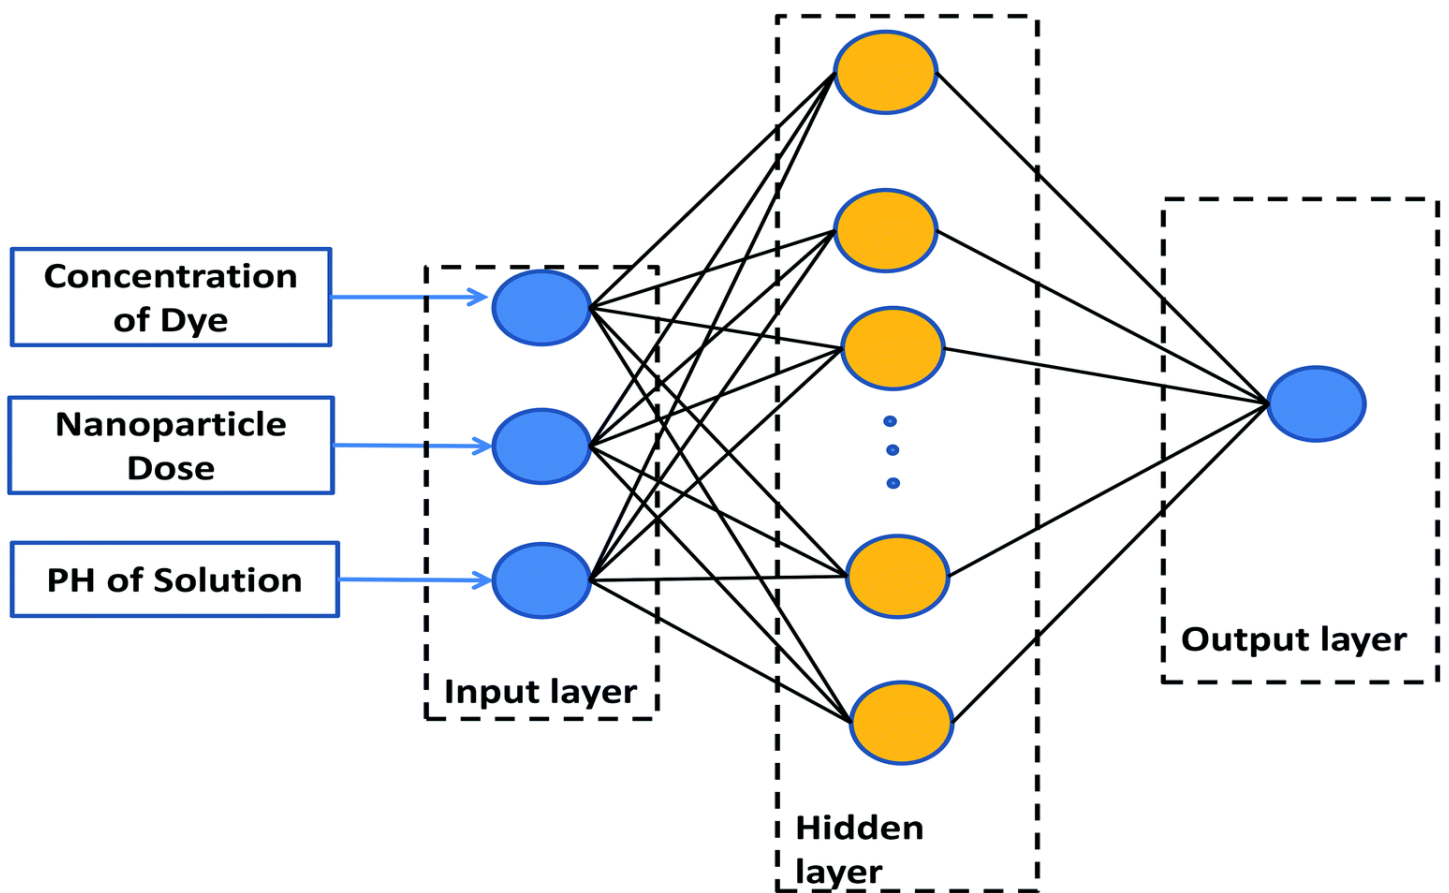 Concentration
of Dye
Nanoparticle
Dose
PH of Solution
Input layer
Hidden
layer
Output layer